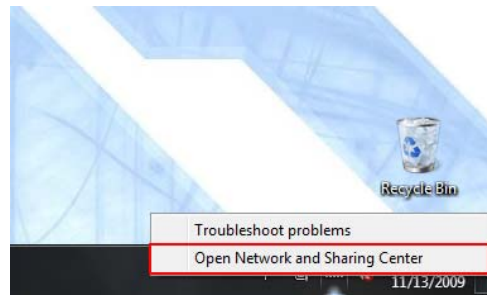 Recycle Bin
Troubleshoot problems
Open Network and Sharing Center
11/13/2009